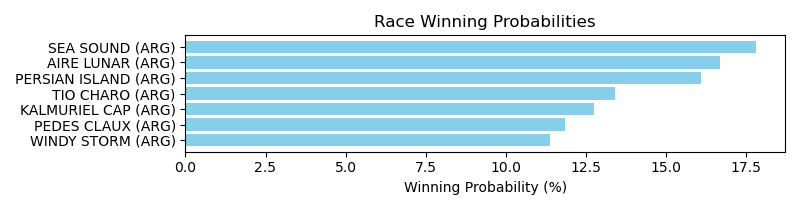 Race Winning Probabilities
SEA SOUND (ARG)
AIRE LUNAR (ARG)
PERSIAN ISLAND (ARG)
TIO CHARO (ARG)
KALMURIEL CAP (ARG)
PEDES CLAUX (ARG)
WINDY STORM (ARG)
0.0 2.5 5.0 7.5 10.0 12.5 15.0 17.5
Winning Probability (%)